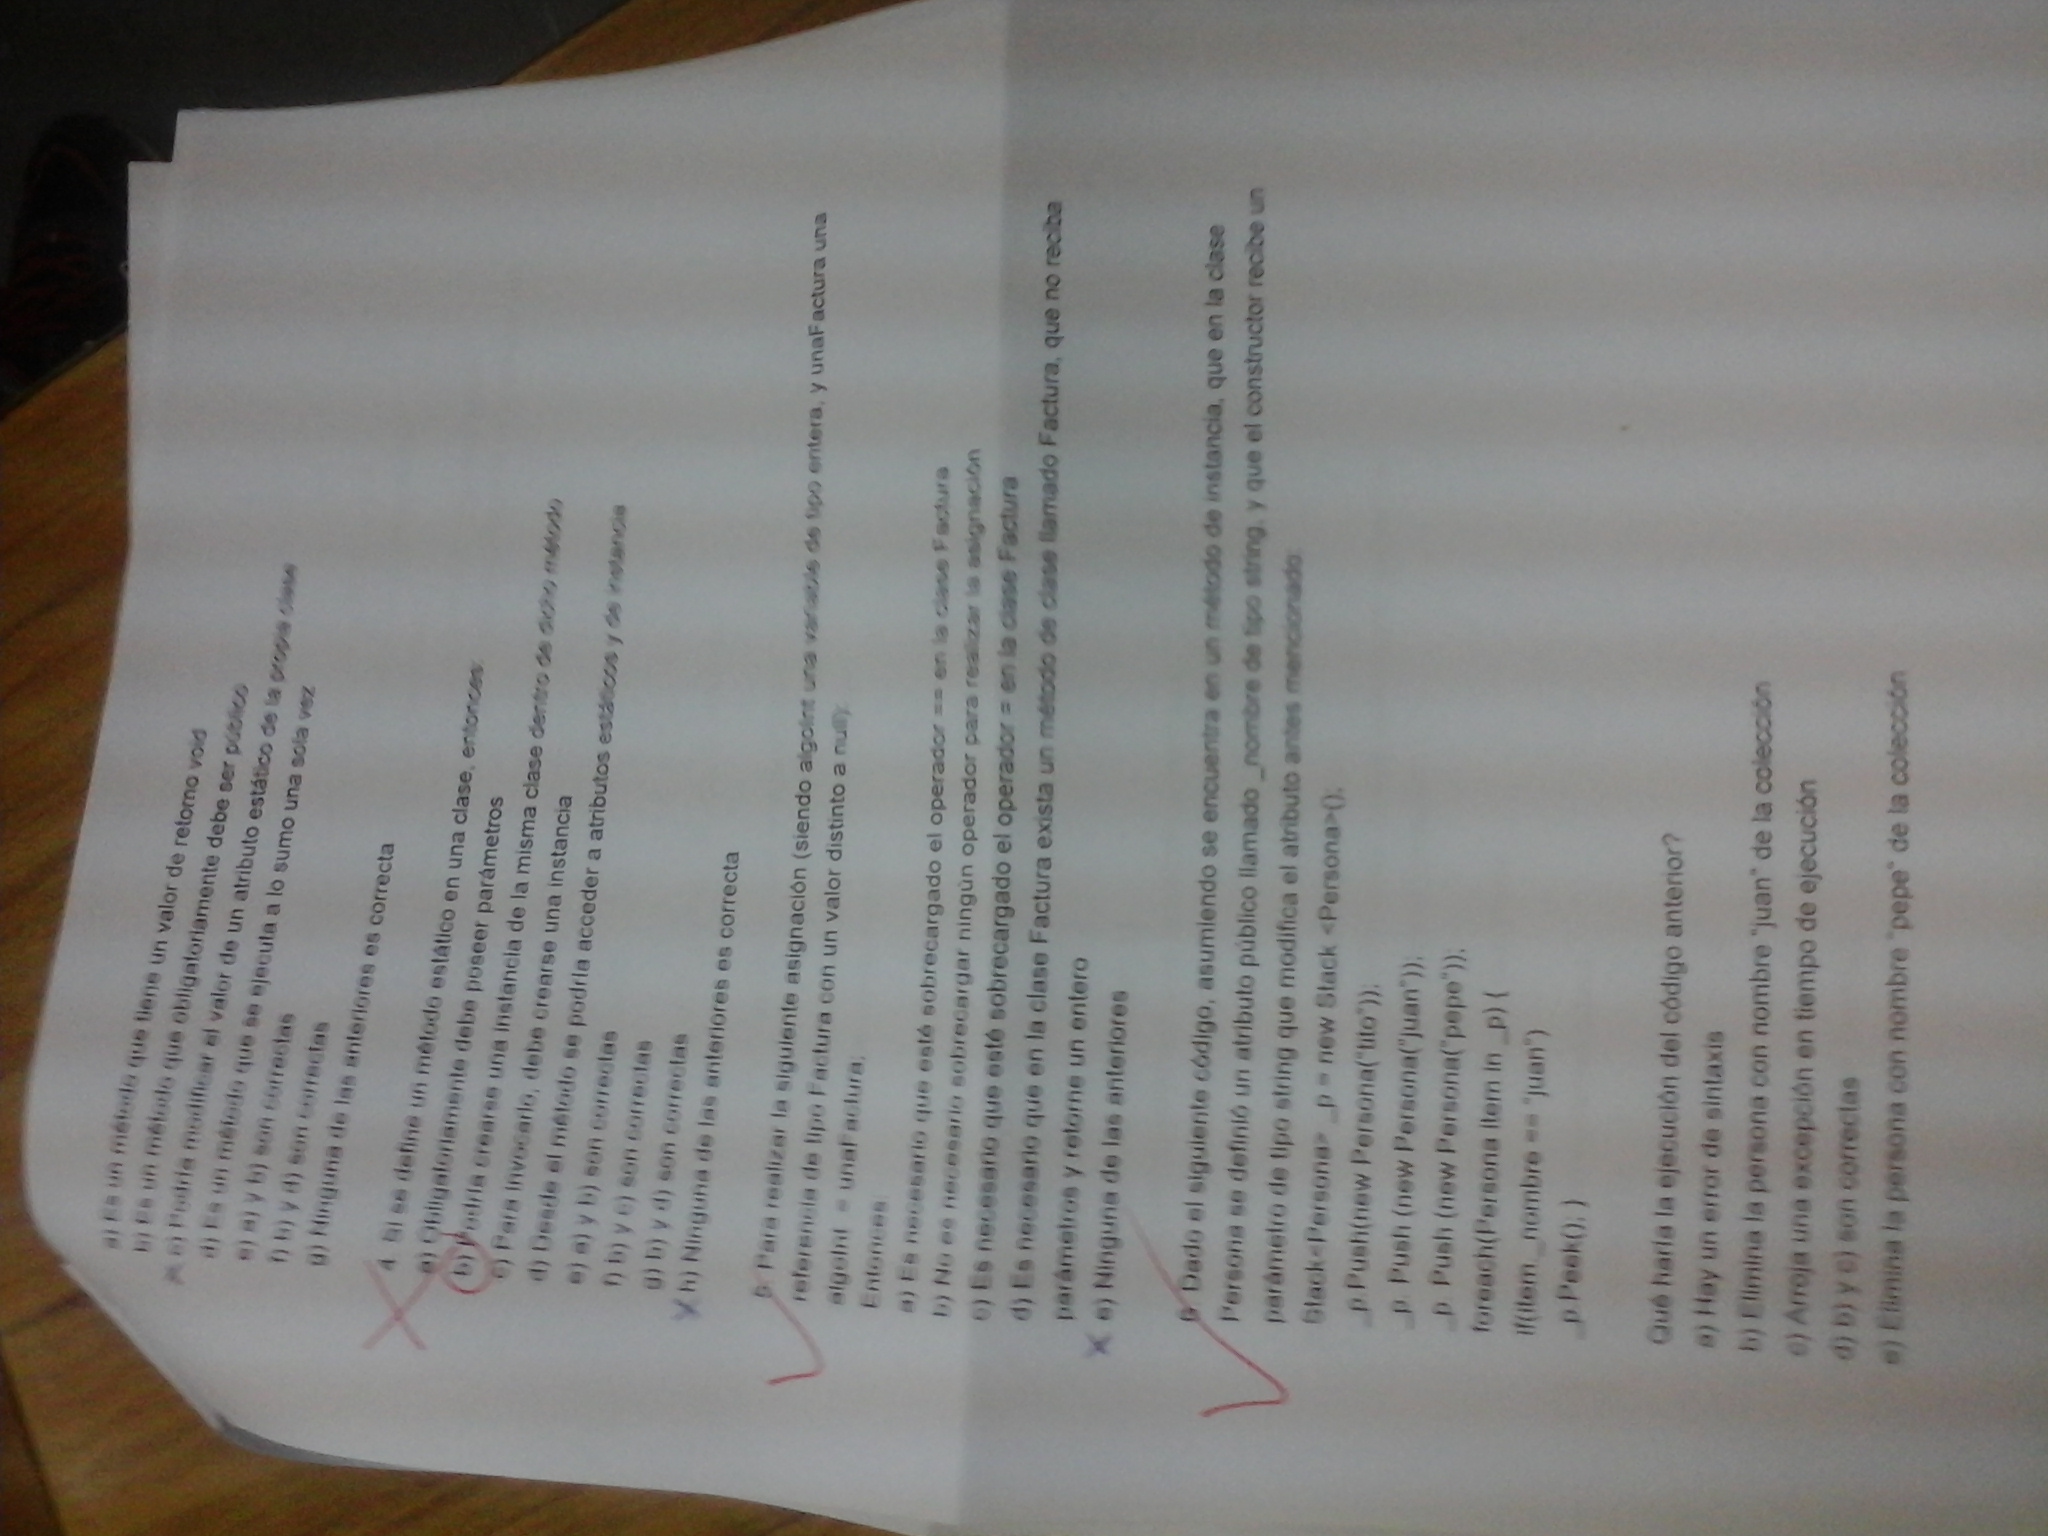 a) Es un método que tiene un valor de retorno void
b) Es un método que obligatoriamente debe ser público
x c) Podría modificar el valor de un atributo estático de la propia clase
d) Es un método que se ejecuta a lo sumo una sola vez
e) a) y b) son correctas
f) b) y d) son correctas
g) Ninguna de las anteriores es correcta
4. Si se define un método estático en una clase, entonces:
a) Obligatoriamente debe poseer parámetros
b) Podría crearse una instancia de la misma clase dentro de dicho método
c) Para invocarlo, debe crearse una instancia
d) Desde el método se podría acceder a atributos estáticos y de instancia
e) a) y b) son correctas
f) b) y c) son correctas
g) b) y d) son correctas
x h) Ninguna de las anteriores es correcta
5. Para realizar la siguiente asignación (siendo algoInt una variable de tipo entera, y unaFactura una
referencia de tipo Factura con un valor distinto a null):
algoInt = unaFactura;
Entonces:
a) Es necesario que esté sobrecargado el operador == en la clase Factura
b) No es necesario sobrecargar ningún operador para realizar la asignación
c) Es necesario que esté sobrecargado el operador = en la clase Factura
d) Es necesario que en la clase Factura exista un método de clase llamado Factura, que no reciba
parámetros y retorne un entero
x e) Ninguna de las anteriores
6. Dado el siguiente código, asumiendo se encuentra en un método de instancia, que en la clase
Persona se definió un atributo público llamado _nombre de tipo string, y que el constructor recibe un
parámetro de tipo string que modifica el atributo antes mencionado:
Stack<Persona> _p = new Stack <Persona>();
_p.Push(new Persona("tito"));
_p. Push (new Persona("juan"));
_p. Push (new Persona("pepe"));
foreach(Persona item in _p) {
if(item._nombre == "juan")
_p.Peek(); }
Qué haría la ejecución del código anterior?
a) Hay un error de sintaxis
b) Elimina la persona con nombre "juan" de la colección
c) Arroja una excepción en tiempo de ejecución
d) b) y c) son correctas
e) Elimina la persona con nombre "pepe" de la colección